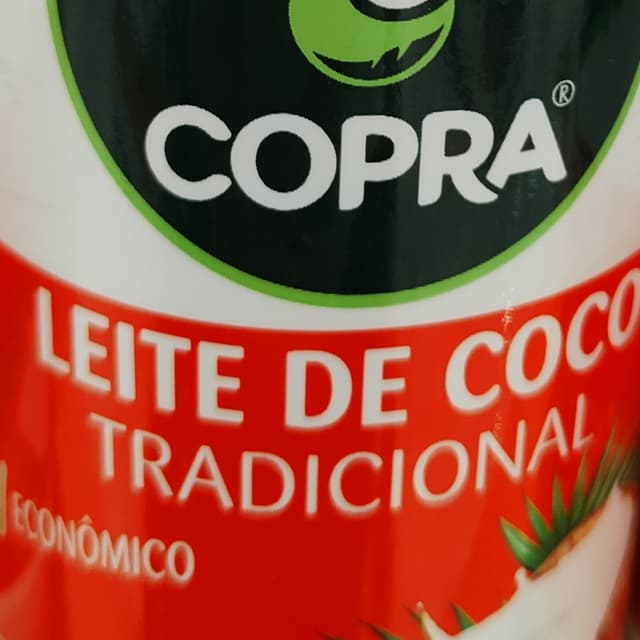 COPRA®
LEITE DE COCO
TRADICIONAL
ECONÔMICO